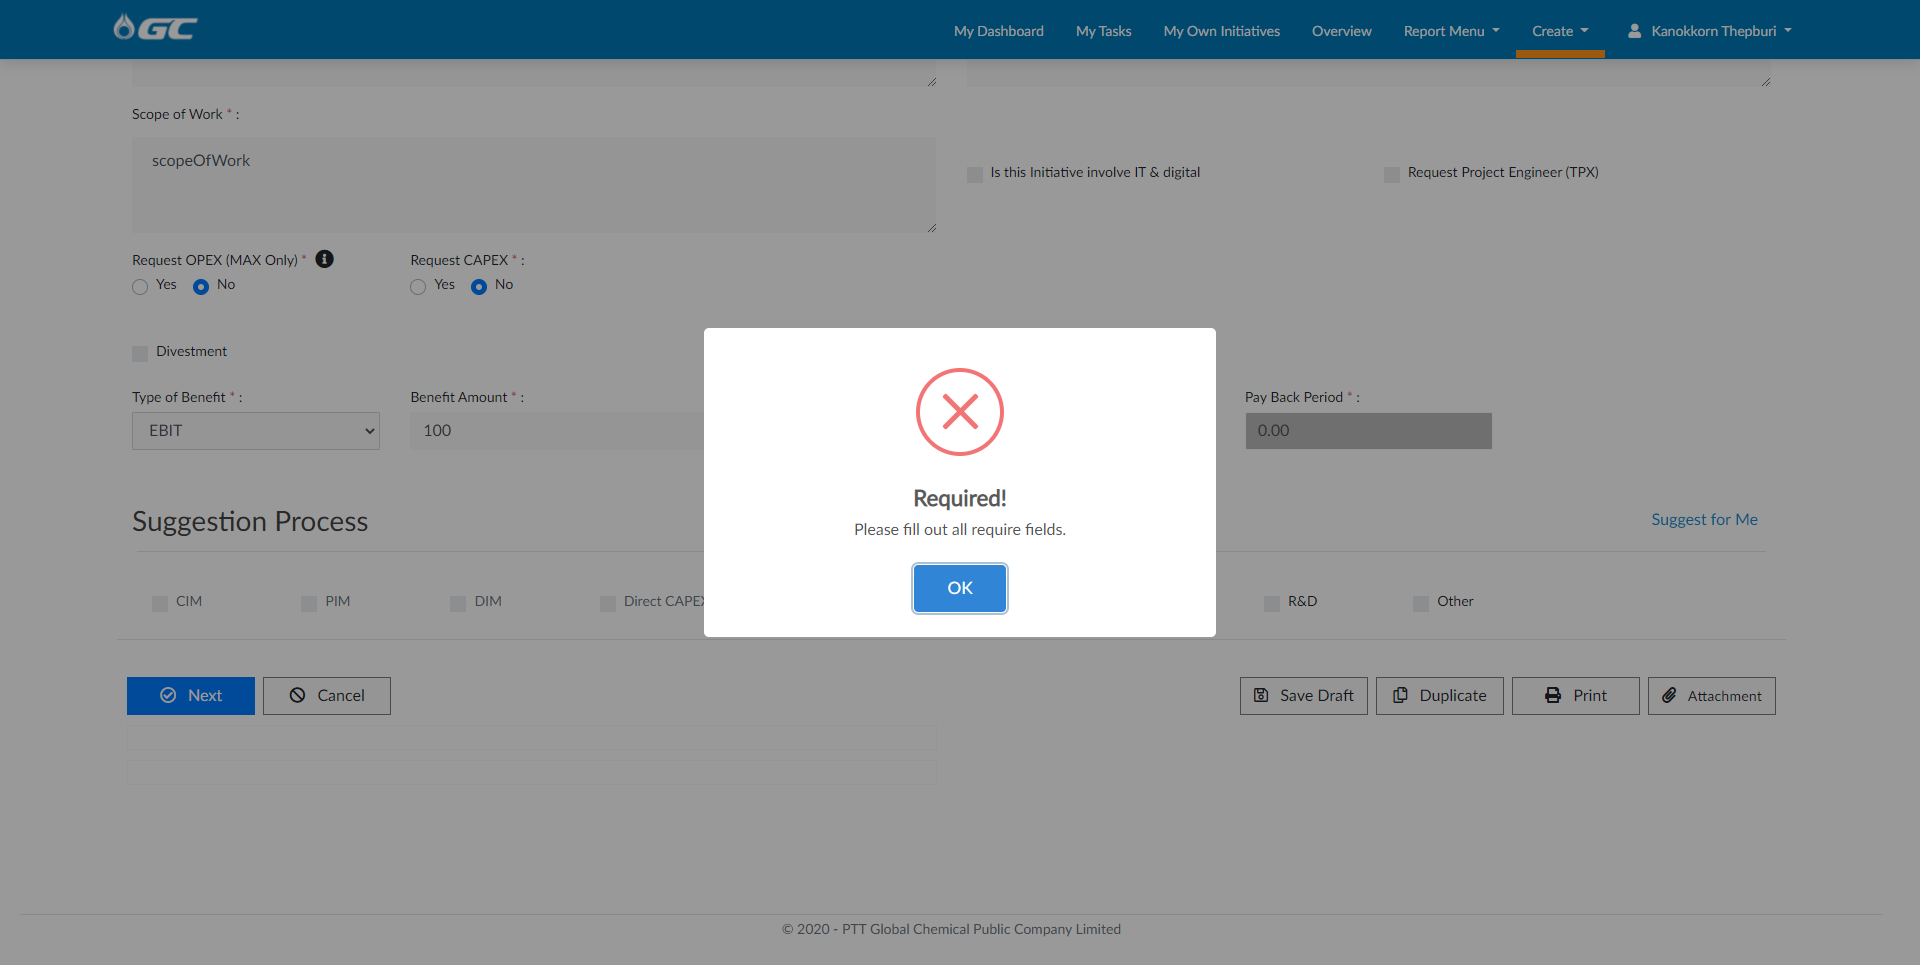 GC
My Dashboard My Tasks My Own Initiatives Overview Report Menu Create Kanokkorn Thepburi
Scope of Work * :
scopeOfWork
Is this Initiative involve IT & digital
Request Project Engineer (TPX)
Request OPEX (MAX Only) *
Request CAPEX * :
Yes No
Yes No
Divestment
Type of Benefit * :
Benefit Amount * :
Pay Back Period * :
EBIT
100
0.00
Required!
Please fill out all require fields.
OK
Suggestion Process
Suggest for Me
CIM PIM DIM Direct CAPEX R&D Other
Next Cancel Save Draft Duplicate Print Attachment
© 2020 - PTT Global Chemical Public Company Limited